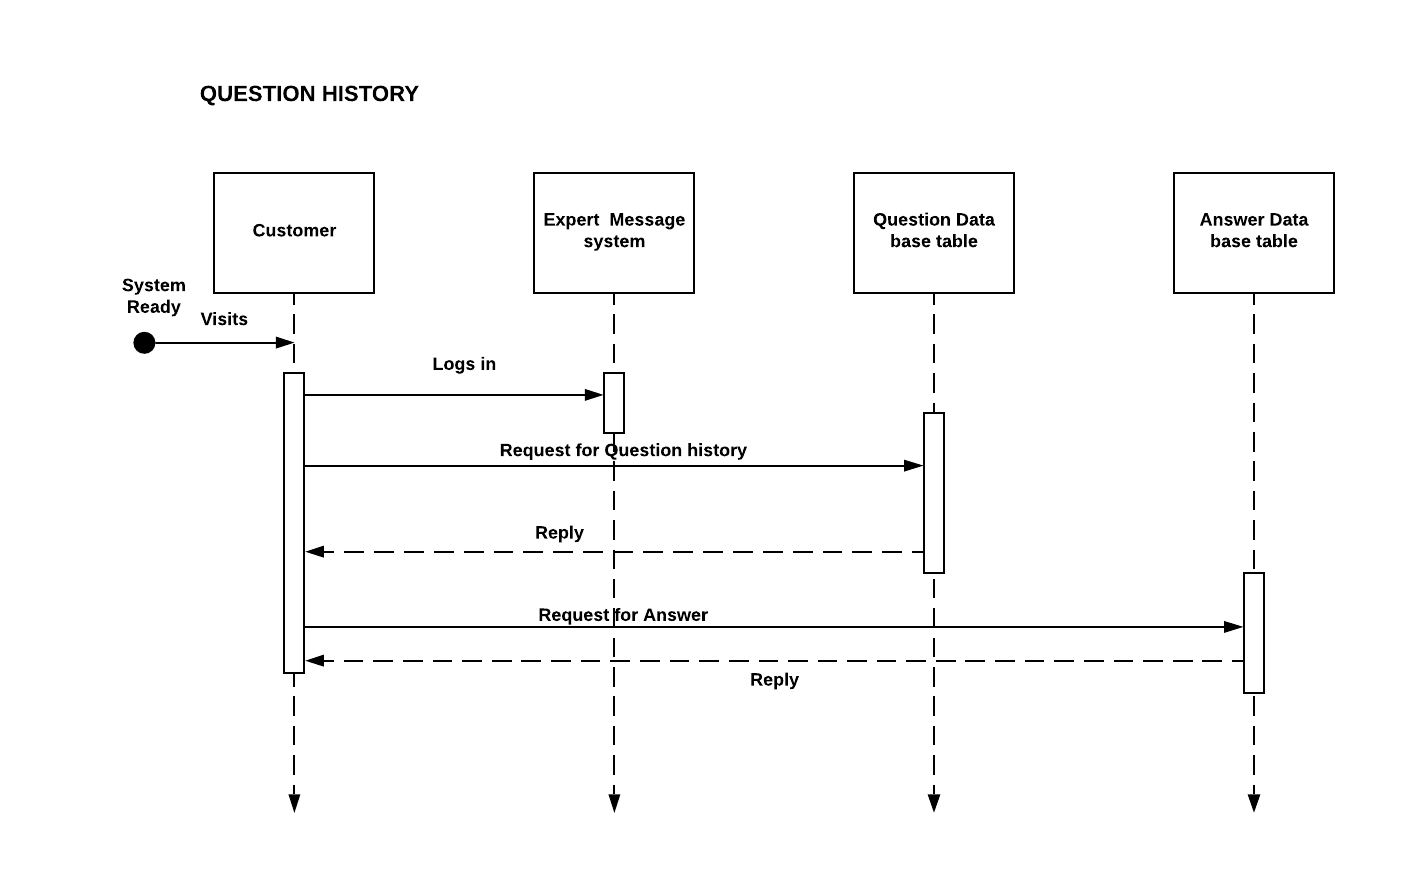 QUESTION HISTORY
Customer
Expert  Message
system
Question Data
base table
Answer Data
base table
System
Ready
Visits
Logs in
Request for Question history
Reply
Request for Answer
Reply